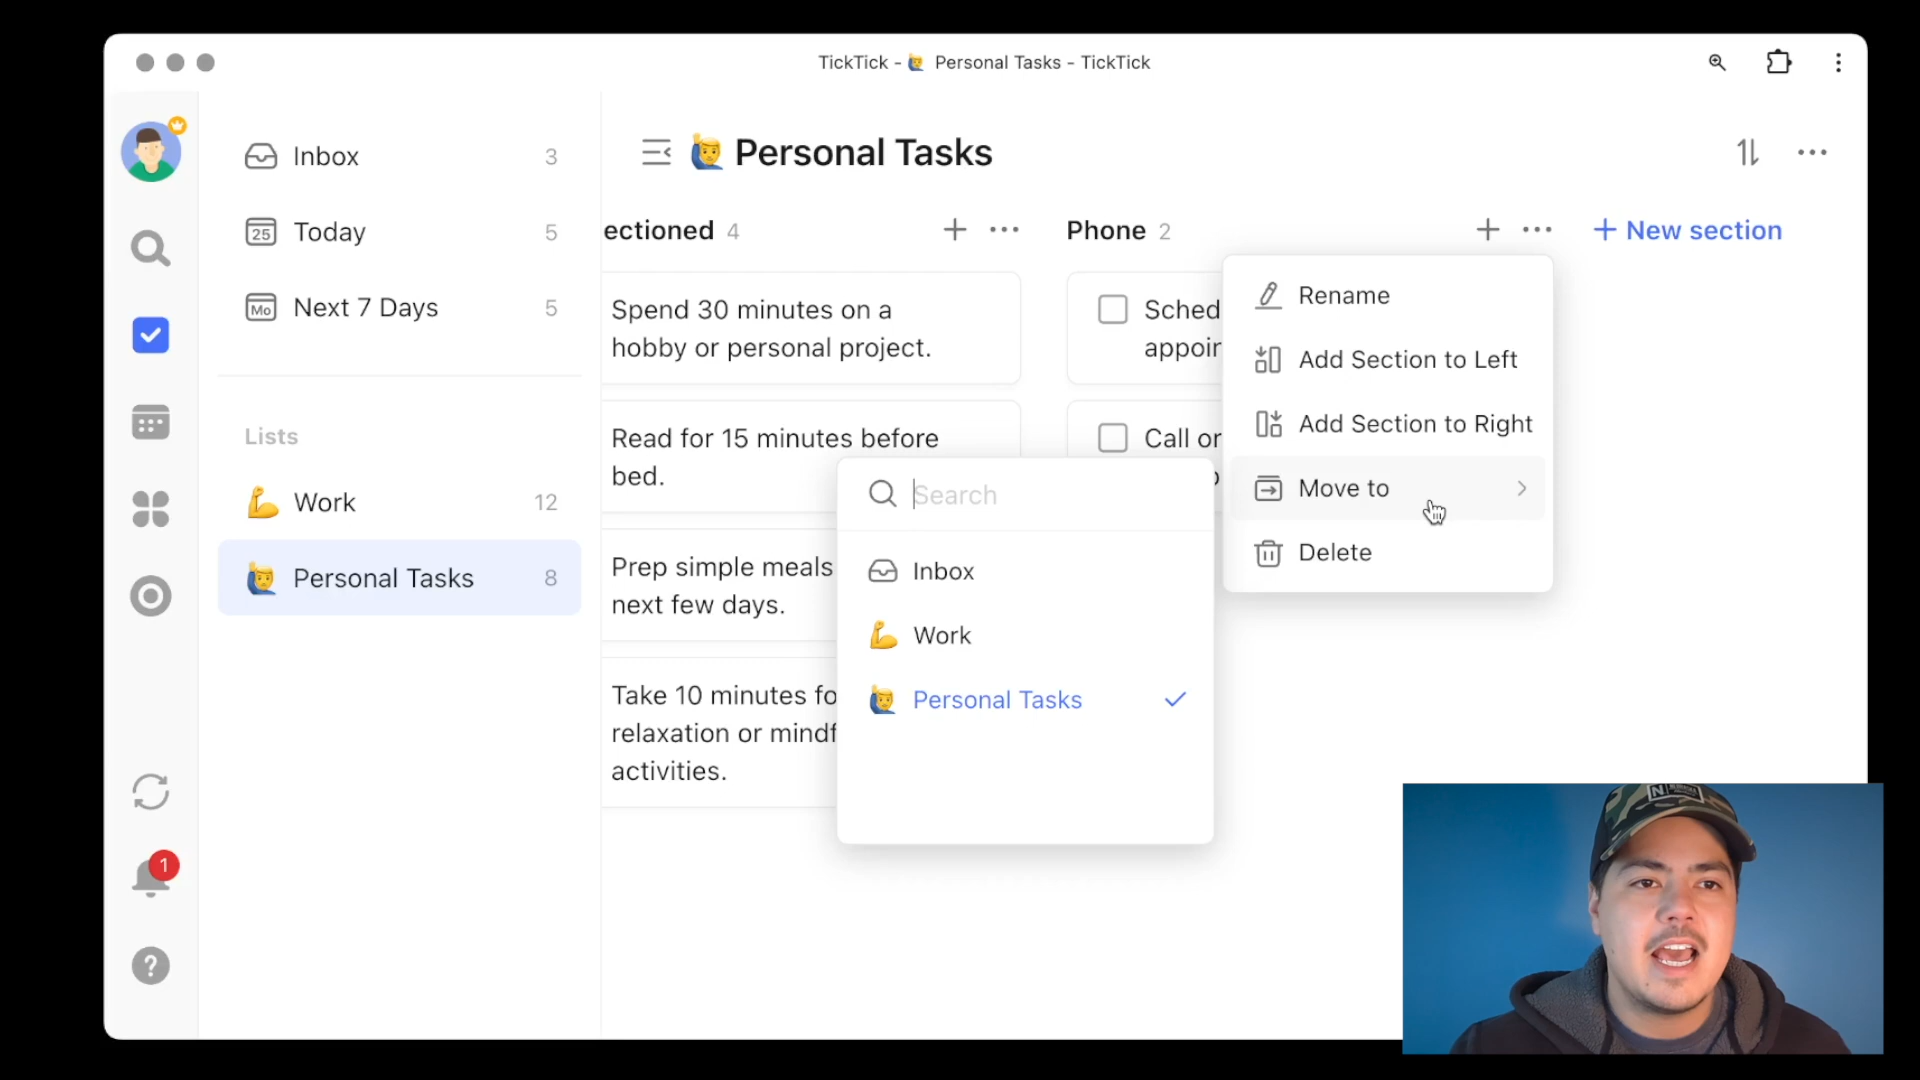 TickTick - 🙋‍♂️ Personal Tasks - TickTick
Inbox 3
25 Today 5
Mo Next 7 Days 5
Lists
💪 Work 12
🙋‍♂️ Personal Tasks 8
1
?
🙋‍♂️ Personal Tasks
ectioned 4
Spend 30 minutes on a
hobby or personal project.
Read for 15 minutes before
bed.
Prep simple meals
next few days.
Take 10 minutes fo
relaxation or mindf
activities.
Phone 2
Sched
appoir
Call or
+ New section
Rename
Add Section to Left
Add Section to Right
Move to
Delete
Search
Inbox
💪 Work
🙋‍♂️ Personal Tasks
N